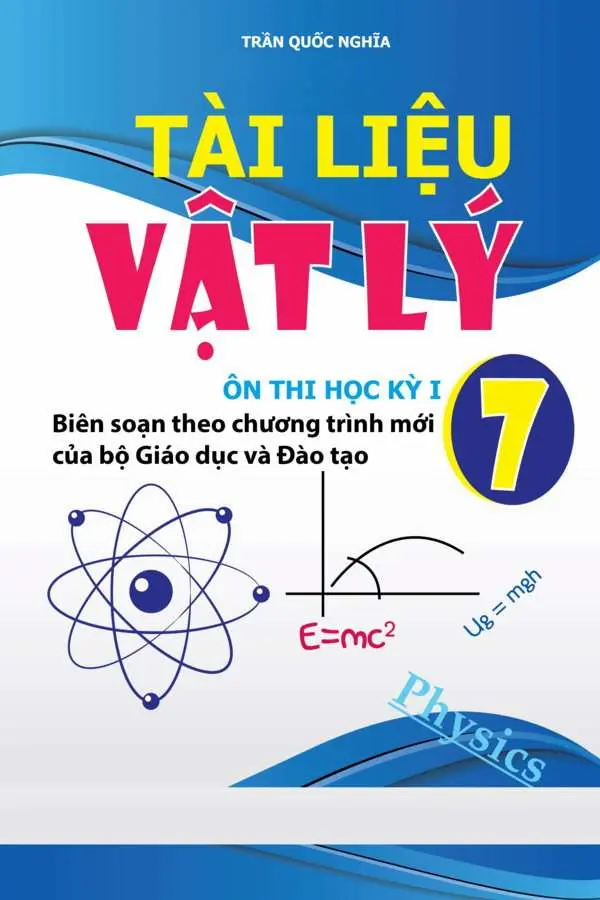 TRẦN QUỐC NGHĨA
TÀI LIỆU
VẬT LÝ
ÔN THI HỌC KỲ I
7
Biên soạn theo chương trình mới
của bộ Giáo dục và Đào tạo
E=mc²
Ug = mgh
Physics